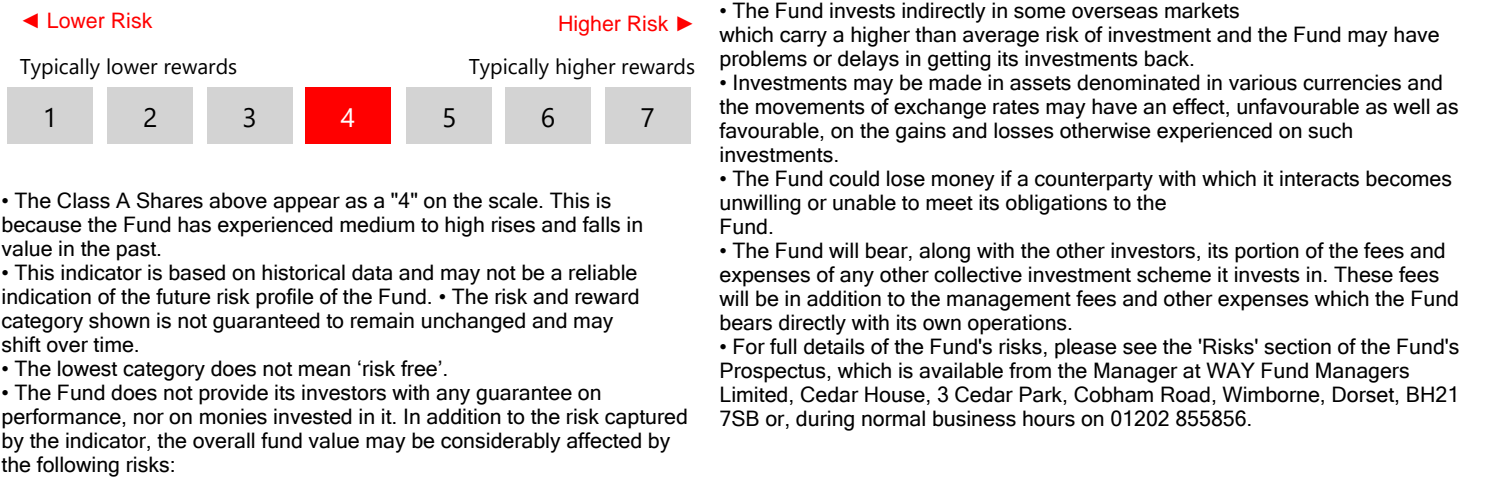 ◄ Lower Risk
Higher Risk ►
Typically lower rewards
Typically higher rewards
1 2 3 4 5 6 7
• The Class A Shares above appear as a "4" on the scale. This is
because the Fund has experienced medium to high rises and falls in
value in the past.
• This indicator is based on historical data and may not be a reliable
indication of the future risk profile of the Fund. • The risk and reward
category shown is not guaranteed to remain unchanged and may
shift over time.
• The lowest category does not mean ‘risk free’.
• The Fund does not provide its investors with any guarantee on
performance, nor on monies invested in it. In addition to the risk captured
by the indicator, the overall fund value may be considerably affected by
the following risks:
• The Fund invests indirectly in some overseas markets
which carry a higher than average risk of investment and the Fund may have
problems or delays in getting its investments back.
• Investments may be made in assets denominated in various currencies and
the movements of exchange rates may have an effect, unfavourable as well as
favourable, on the gains and losses otherwise experienced on such
investments.
• The Fund could lose money if a counterparty with which it interacts becomes
unwilling or unable to meet its obligations to the
Fund.
• The Fund will bear, along with the other investors, its portion of the fees and
expenses of any other collective investment scheme it invests in. These fees
will be in addition to the management fees and other expenses which the Fund
bears directly with its own operations.
• For full details of the Fund's risks, please see the 'Risks' section of the Fund's
Prospectus, which is available from the Manager at WAY Fund Managers
Limited, Cedar House, 3 Cedar Park, Cobham Road, Wimborne, Dorset, BH21
7SB or, during normal business hours on 01202 855856.